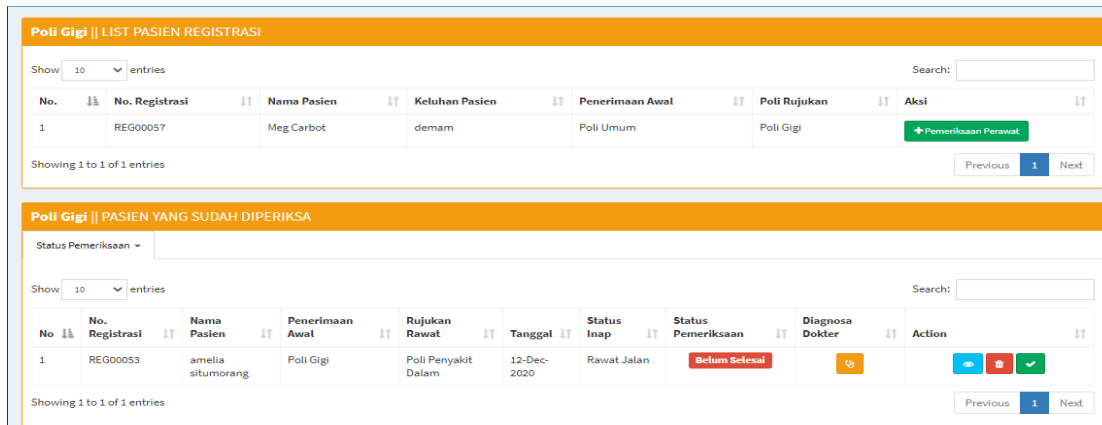 Poli Gigi || LIST PASIEN REGISTRASI
Show 10 entries Search:
No. No. Registrasi Nama Pasien Keluhan Pasien Penerimaan Awal Poli Rujukan Aksi
1 REG00057 Meg Carbot demam Poli Umum Poli Gigi Pemeriksaan Perawat
Showing 1 to 1 of 1 entries Previous 1 Next
Poli Gigi || PASIEN YANG SUDAH DIPERIKSA
Status Pemeriksaan
Show 10 entries Search:
No No. Registrasi Nama Pasien Penerimaan Awal Rujukan Rawat Tanggal Status Inap Status Pemeriksaan Diagnosa Dokter Action
1 REG00053 amelia situmorang Poli Gigi Poli Penyakit Dalam 12-Dec-2020 Rawat Jalan Belum Selesai
Showing 1 to 1 of 1 entries Previous 1 Next